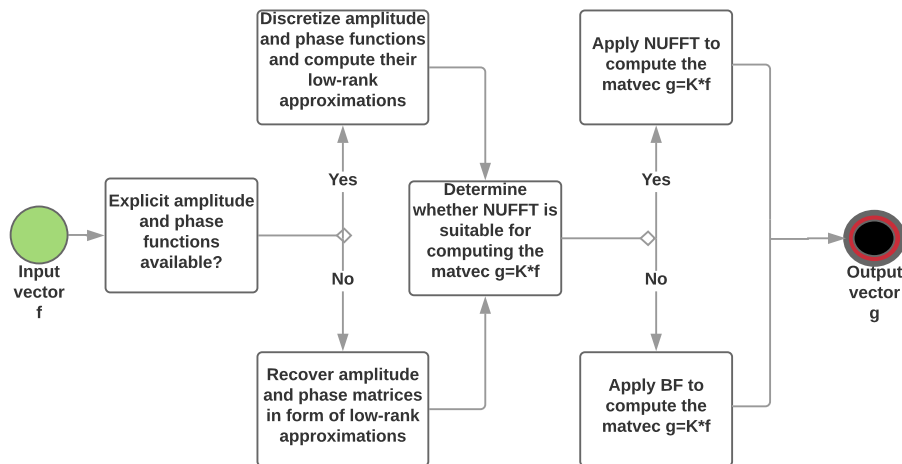 Input
vector
f
Explicit amplitude
and phase
functions
available?
Yes
No
Discretize amplitude
and phase functions
and compute their
low-rank
approximations
Recover amplitude
and phase matrices
in form of low-rank
approximations
Determine
whether NUFFT is
suitable for
computing the
matvec g=K*f
Yes
No
Apply NUFFT to
compute the
matvec g=K*f
Apply BF to
compute the
matvec g=K*f
Output
vector
g